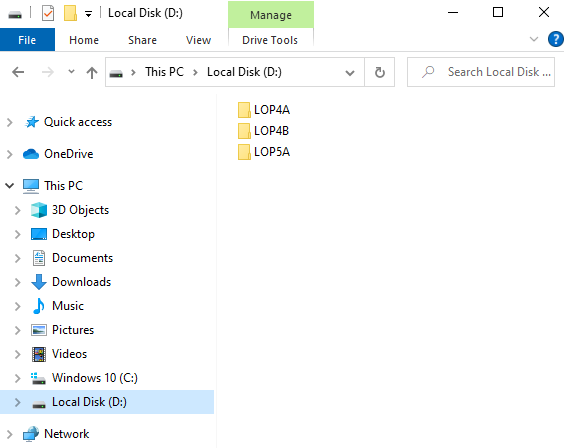 Local Disk (D:)
Manage
File Home Share View Drive Tools
This PC Local Disk (D:) Search Local Disk ...
Quick access
OneDrive
This PC
3D Objects
Desktop
Documents
Downloads
Music
Pictures
Videos
Windows 10 (C:)
Local Disk (D:)
Network
LOP4A
LOP4B
LOP5A